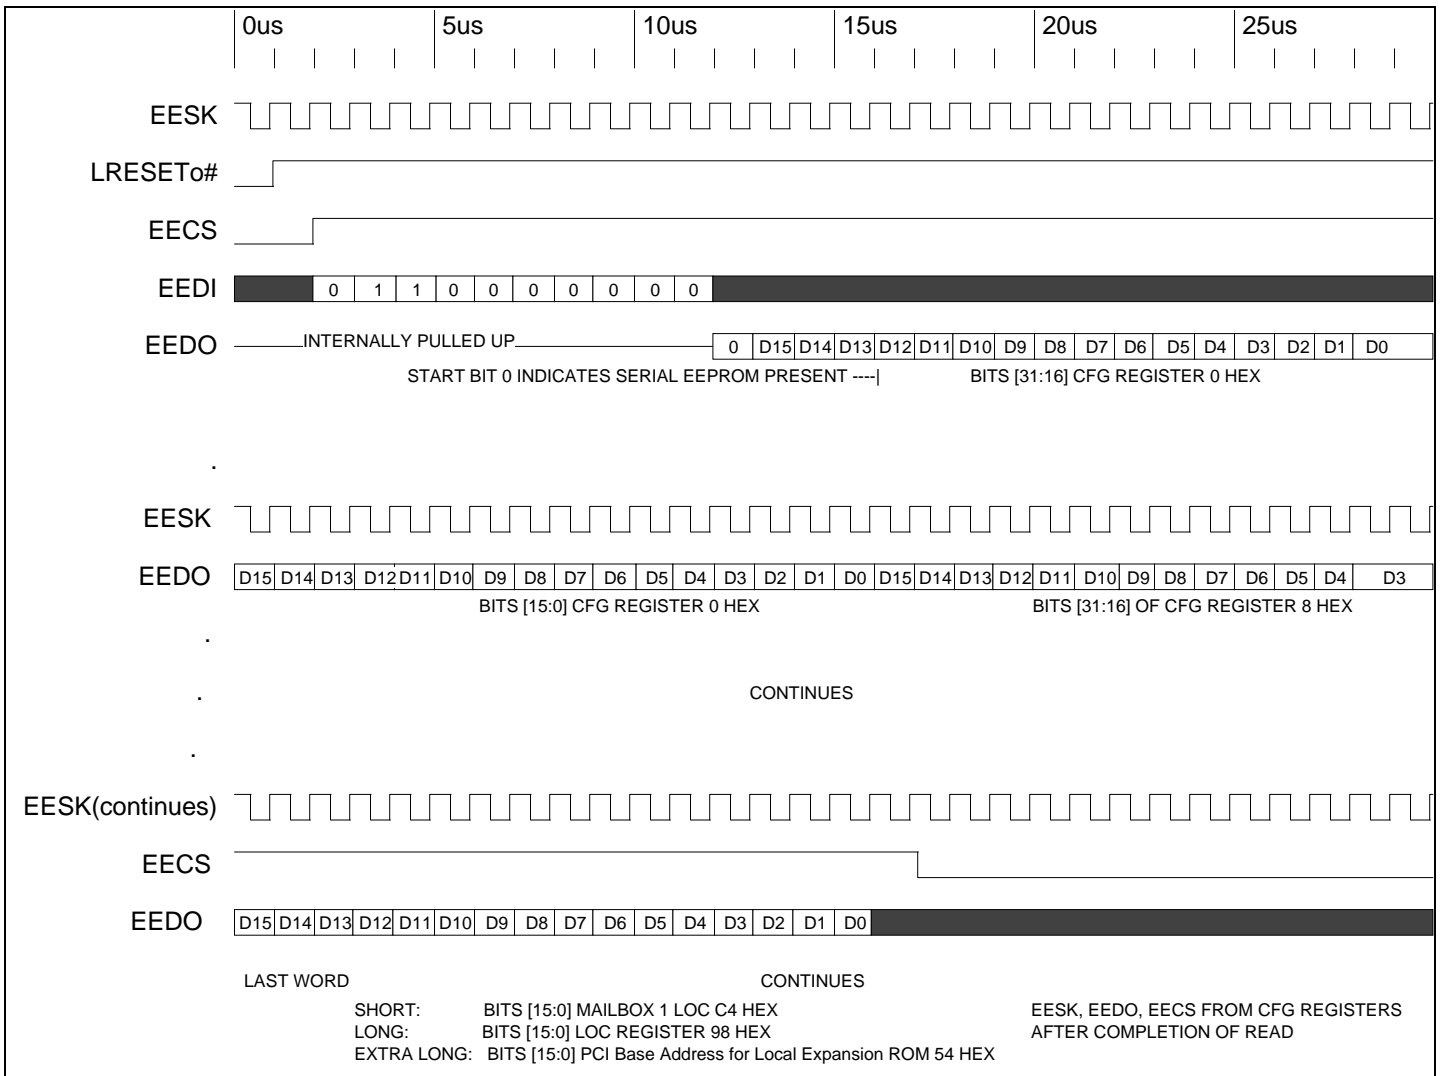 0us 5us 10us 15us 20us 25us
EESK
LRESETo#
EECS
EEDI 0 1 1 0 0 0 0 0 0 0
EEDO INTERNALLY PULLED UP 0 D15 D14 D13 D12 D11 D10 D9 D8 D7 D6 D5 D4 D3 D2 D1 D0
START BIT 0 INDICATES SERIAL EEPROM PRESENT ----| BITS [31:16] CFG REGISTER 0 HEX
.
EESK
EEDO D15 D14 D13 D12 D11 D10 D9 D8 D7 D6 D5 D4 D3 D2 D1 D0 D15 D14 D13 D12 D11 D10 D9 D8 D7 D6 D5 D4 D3
BITS [15:0] CFG REGISTER 0 HEX BITS [31:16] OF CFG REGISTER 8 HEX
.
. CONTINUES
.
EESK(continues)
EECS
EEDO D15 D14 D13 D12 D11 D10 D9 D8 D7 D6 D5 D4 D3 D2 D1 D0
LAST WORD CONTINUES
SHORT: BITS [15:0] MAILBOX 1 LOC C4 HEX EESK, EEDO, EECS FROM CFG REGISTERS
LONG: BITS [15:0] LOC REGISTER 98 HEX AFTER COMPLETION OF READ
EXTRA LONG: BITS [15:0] PCI Base Address for Local Expansion ROM 54 HEX